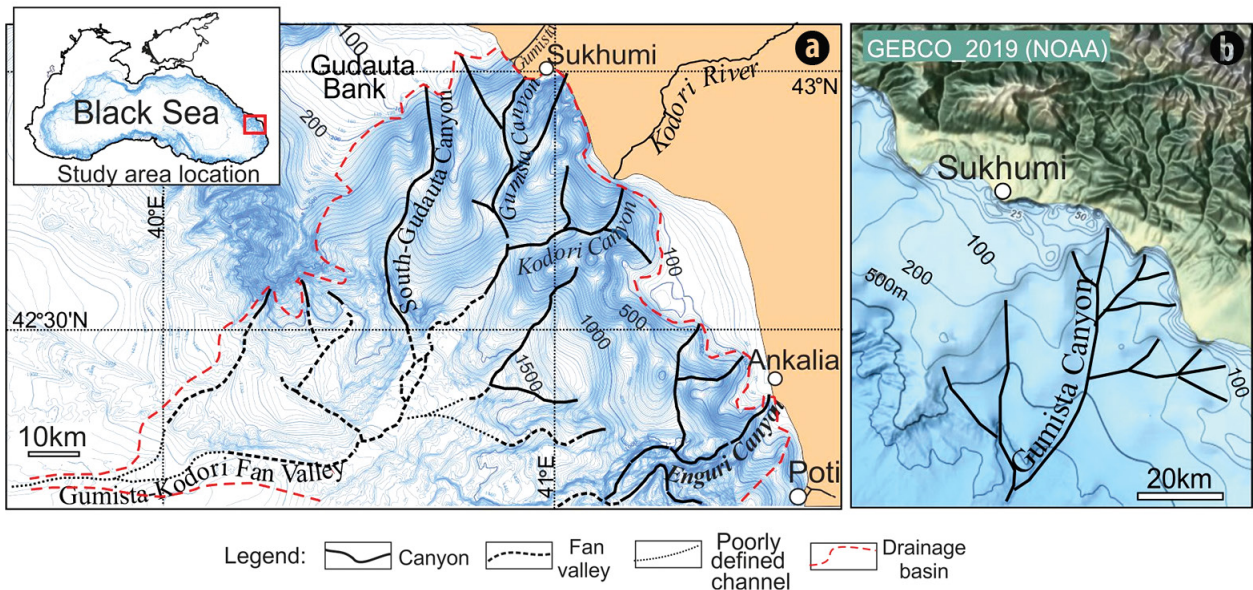 Black Sea
Study area location
Gudauta
Bank
100
200
Gumista
Sukhumi
Kodori River
a
43°N
40°E
South-Gudauta Canyon
Gumista Canyon
Kodori Canyon
100
500
1000
1500
42°30'N
Ankalia
10km
Gumista-Kodori Fan Valley
41°E
Enguri Canyon
Poti
GEBCO_2019 (NOAA)
b
Sukhumi
25
50
100
200
500m
Gumista Canyon
100
20km
Legend:
Canyon
Fan
valley
Poorly
defined
channel
Drainage
basin